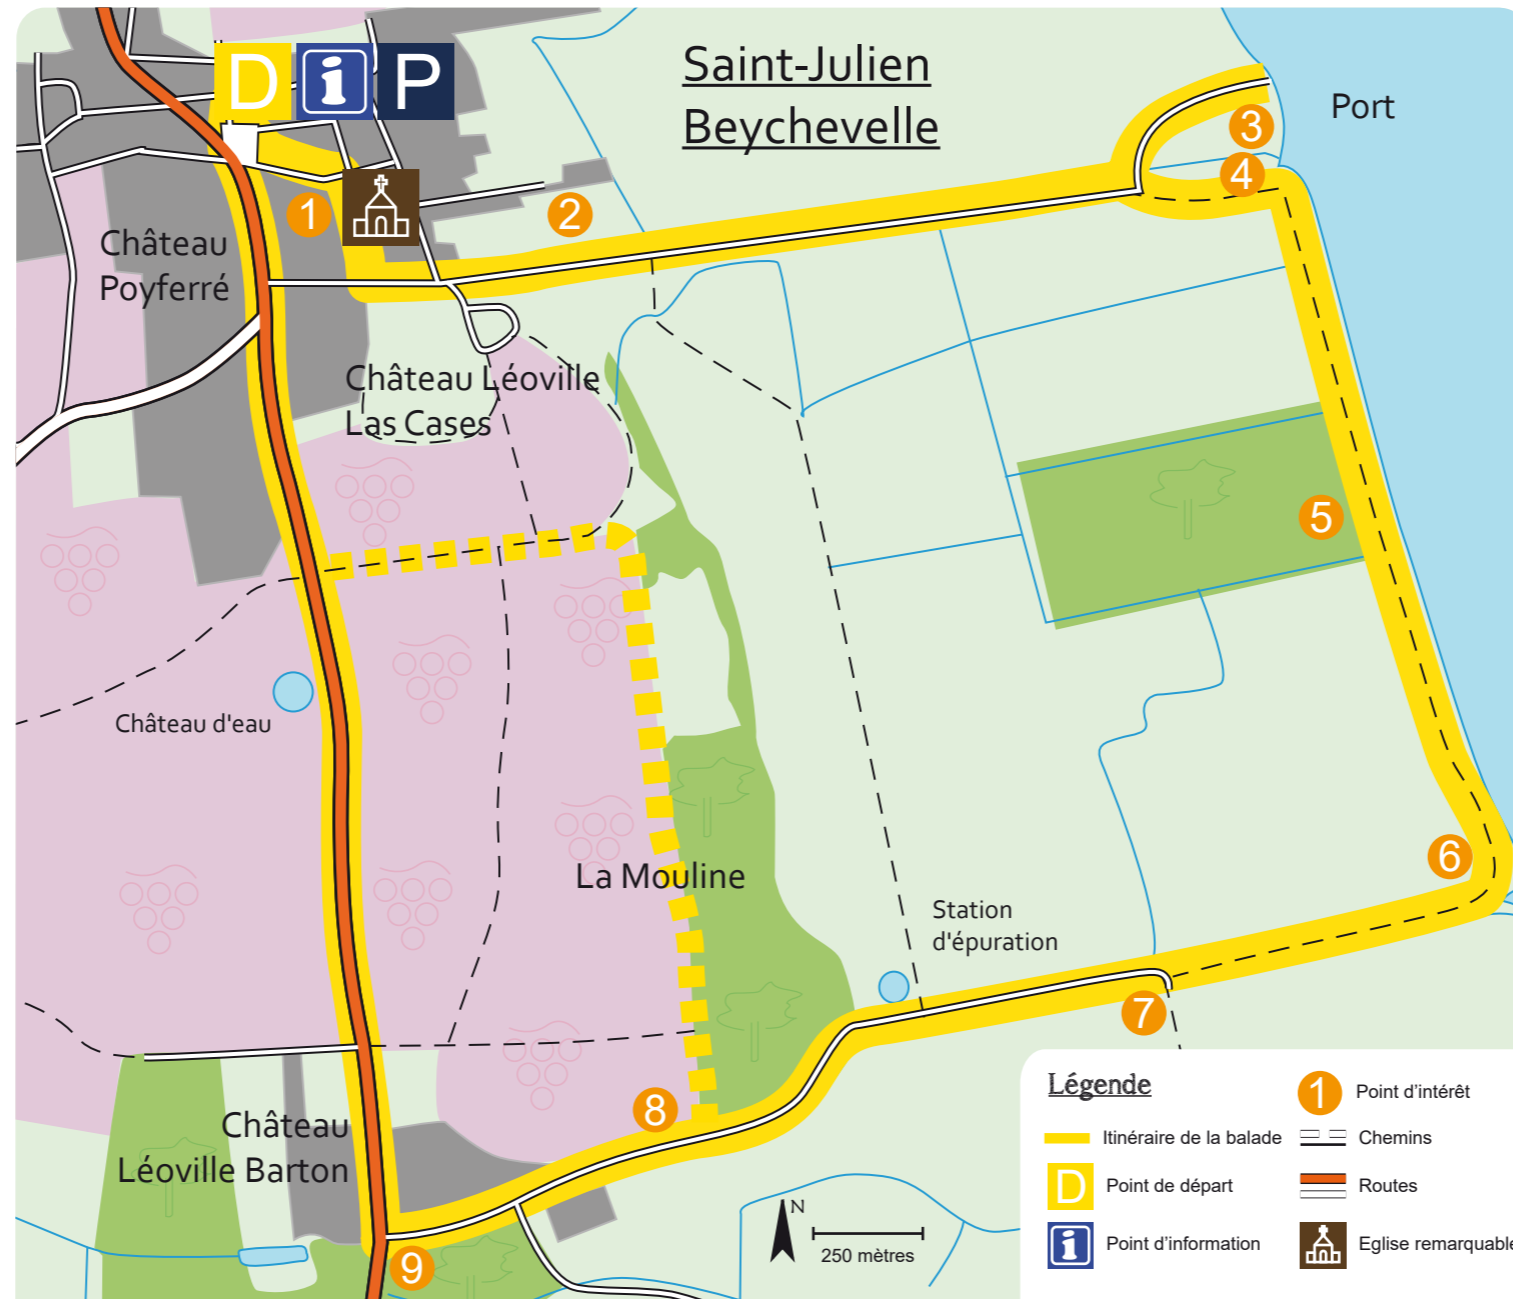 D i P
Saint-Julien
Beychevelle
Port
3
4
1
2
Château
Poyferré
Château Léoville
Las Cases
5
Château d'eau
La Mouline
6
Station
d'épuration
7
8
Château
Léoville Barton
9
N
250 mètres
Légende
1 Point d'intérêt
Itinéraire de la balade
Chemins
D Point de départ
Routes
i Point d'information
Eglise remarquable